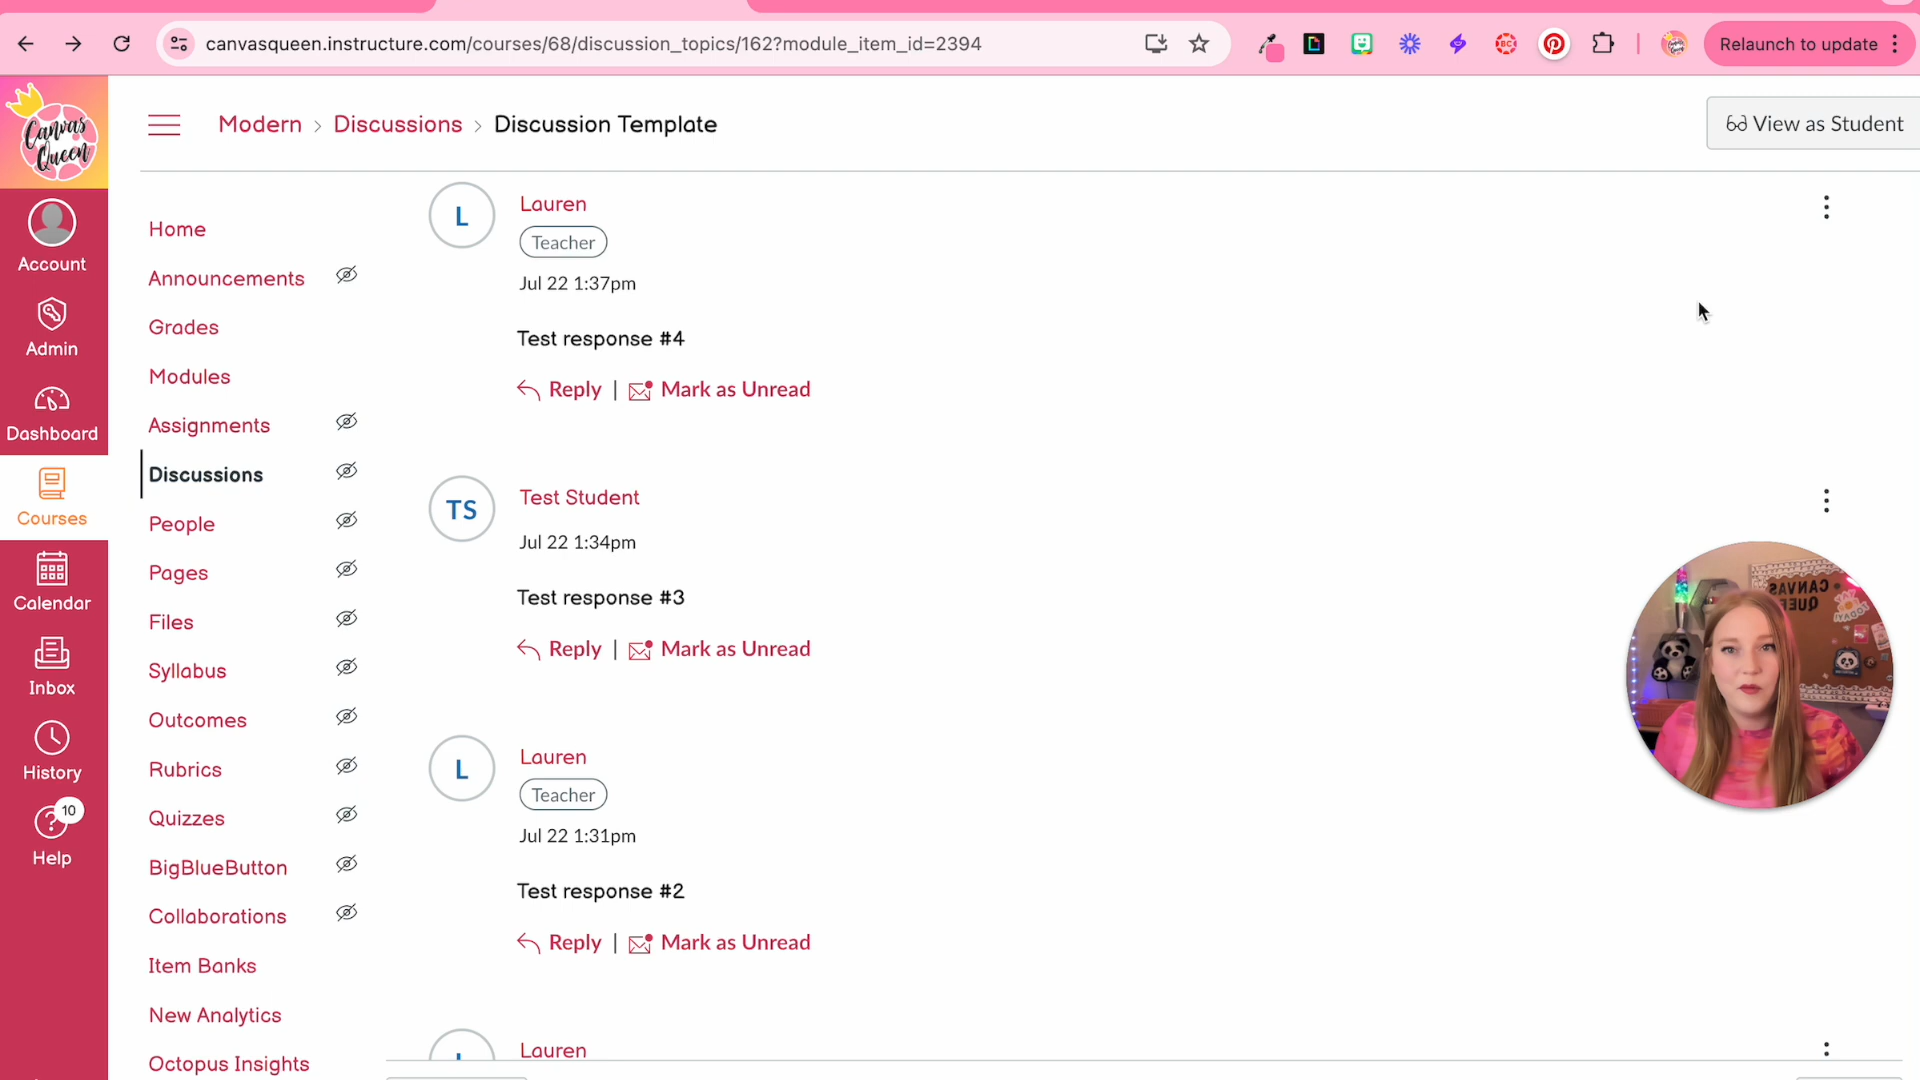 canvasqueen.instructure.com/courses/68/discussion_topics/162?module_item_id=2394
BC
Relaunch to update
Canvas
Queen
Modern > Discussions > Discussion Template
View as Student
Account
Admin
Dashboard
Courses
Calendar
Inbox
History
10
Help
Home
Announcements
Grades
Modules
Assignments
Discussions
People
Pages
Files
Syllabus
Outcomes
Rubrics
Quizzes
BigBlueButton
Collaborations
Item Banks
New Analytics
Octopus Insights
L
Lauren
Teacher
Jul 22 1:37pm
Test response #4
Reply | Mark as Unread
TS
Test Student
Jul 22 1:34pm
Test response #3
Reply | Mark as Unread
L
Lauren
Teacher
Jul 22 1:31pm
Test response #2
Reply | Mark as Unread
Lauren
CANVAS
QUEEN